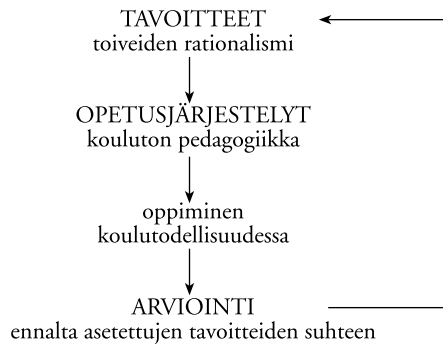 TAVOITTEET
toiveiden rationalismi
OPETUSJÄRJESTELYT
kouluton pedagogiikka
oppiminen
koulutodellisuudessa
ARVIOINTI
ennalta asetettujen tavoitteiden suhteen